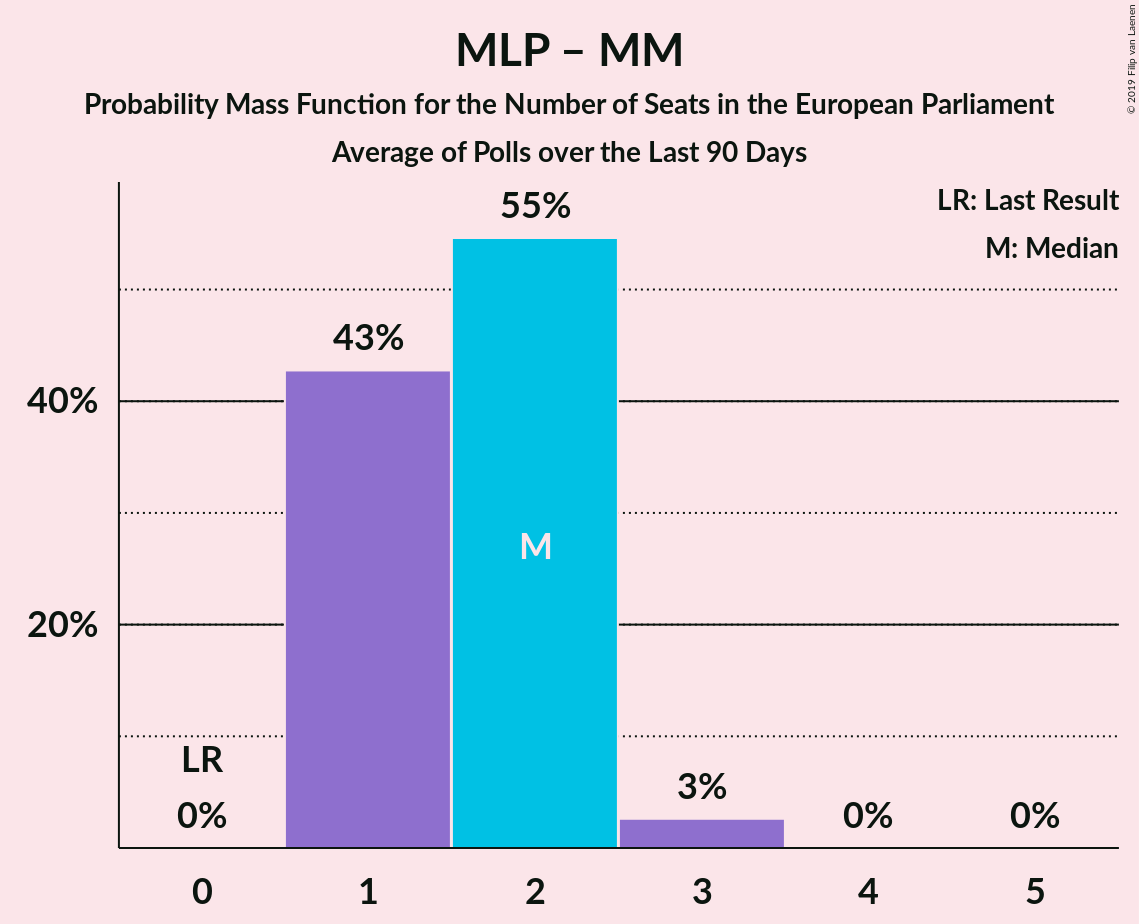 MLP – MM
Probability Mass Function for the Number of Seats in the European Parliament
Average of Polls over the Last 90 Days
© 2019 Filip van Laenen
LR: Last Result
M: Median
55%
43%
40%
M
20%
LR
0%
3%
0%
0%
0
1
2
3
4
5